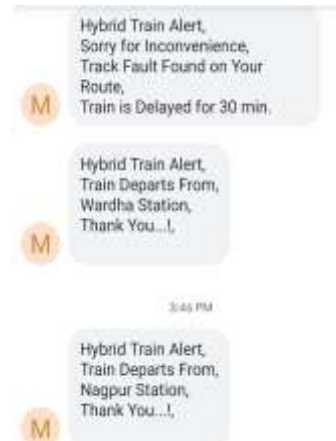 Hybrid Train Alert,
Sorry for Inconvenience,
Track Fault Found on Your
Route,
Train is Delayed for 30 min.
M
Hybrid Train Alert,
Train Departs From,
Wardha Station,
Thank You...!,
M
3:46 PM
Hybrid Train Alert,
Train Departs From,
Nagpur Station,
Thank You...!,
M